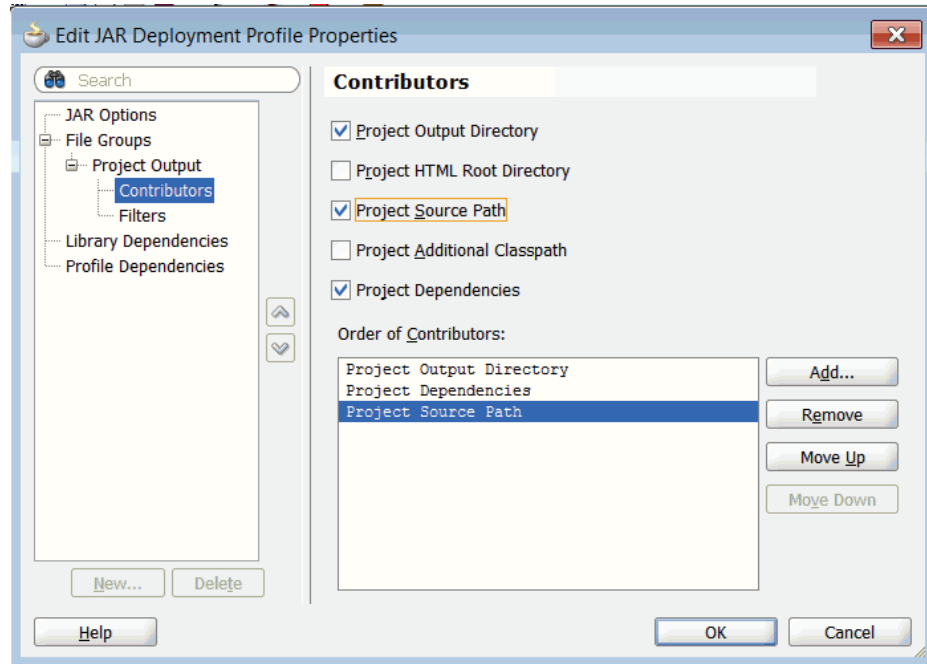 Edit JAR Deployment Profile Properties
Search
JAR Options
File Groups
Project Output
Contributors
Filters
Library Dependencies
Profile Dependencies
New...
Delete
Contributors
Project Output Directory
Project HTML Root Directory
Project Source Path
Project Additional Classpath
Project Dependencies
Order of Contributors:
Project Output Directory
Project Dependencies
Project Source Path
Add...
Remove
Move Up
Move Down
Help
OK
Cancel